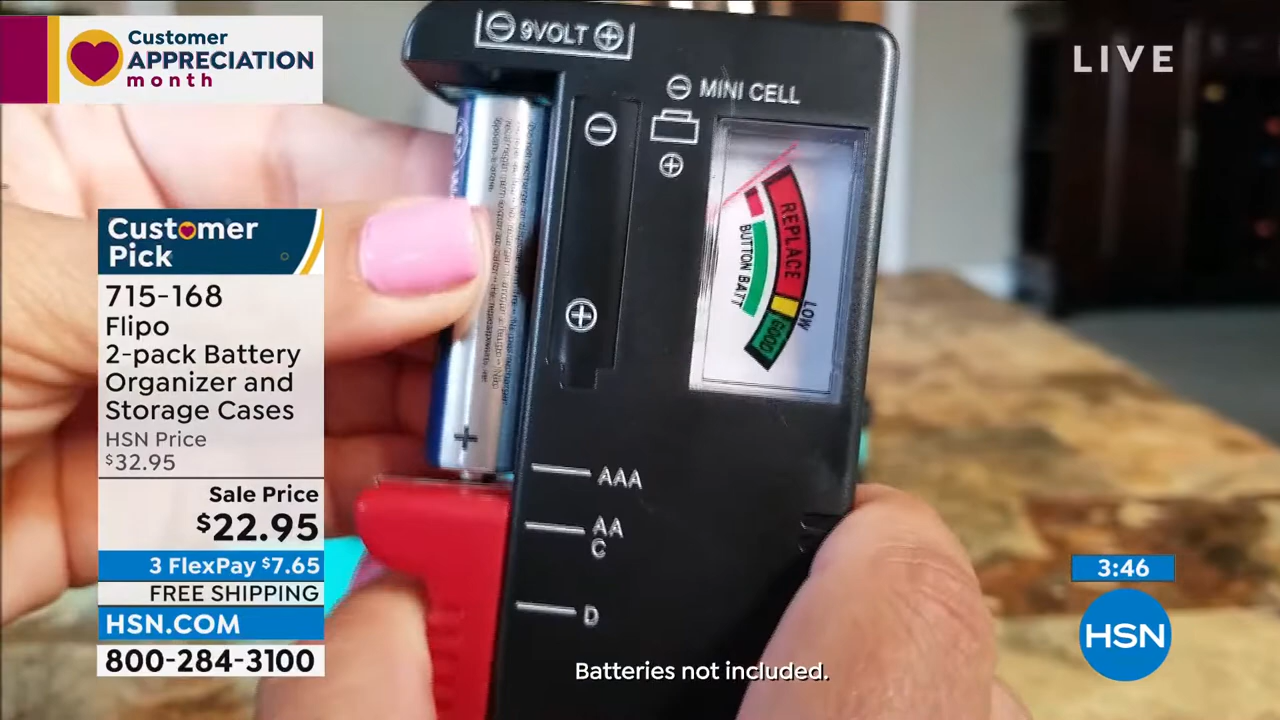 Customer
APPRECIATION
month
LIVE
⊖ 9VOLT ⊕
⊖ MINI CELL
⊖
⊕
⊕
REPLACE
LOW
GOOD
BUTTON BATT
+
AAA
AA
C
D
Customer
Pick
715-168
Flipo
2-pack Battery
Organizer and
Storage Cases
HSN Price
$32.95
Sale Price
$22.95
3 FlexPay $7.65
FREE SHIPPING
HSN.COM
800-284-3100
Batteries not included.
3:46
HSN